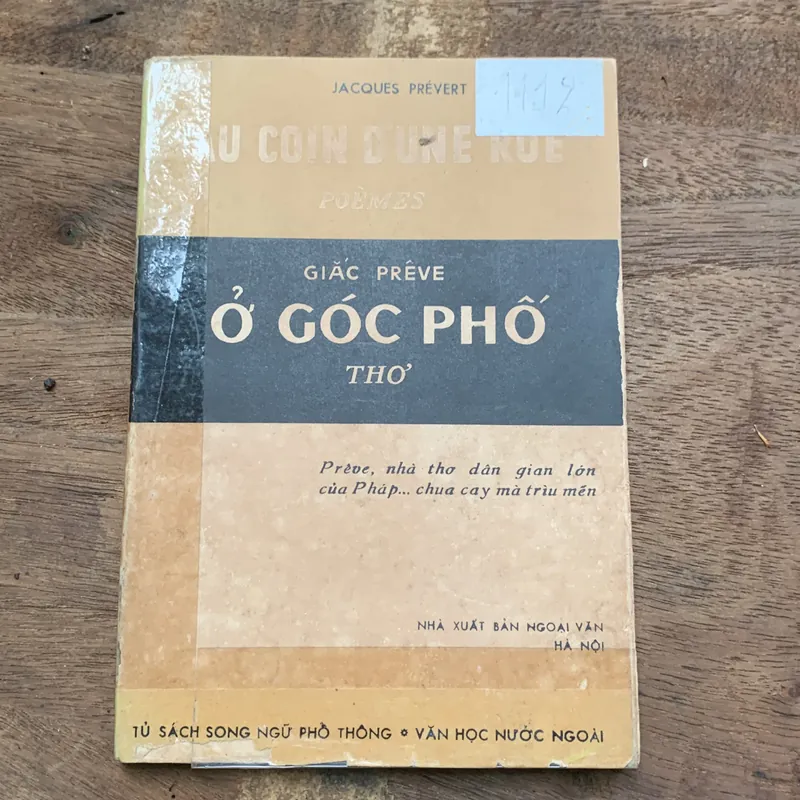 JACQUES PRÉVERT
1112
AU COIN D'UNE RUE
POÈMES
GIẮC PRÉVE
Ở GÓC PHỐ
THƠ
Prêve, nhà thơ dân gian lớn
của Pháp... chua cay mà trìu mến
NHÀ XUẤT BẢN NGOẠI VĂN
HÀ NỘI
TỦ SÁCH SONG NGỮ PHỔ THÔNG * VĂN HỌC NƯỚC NGOÀI